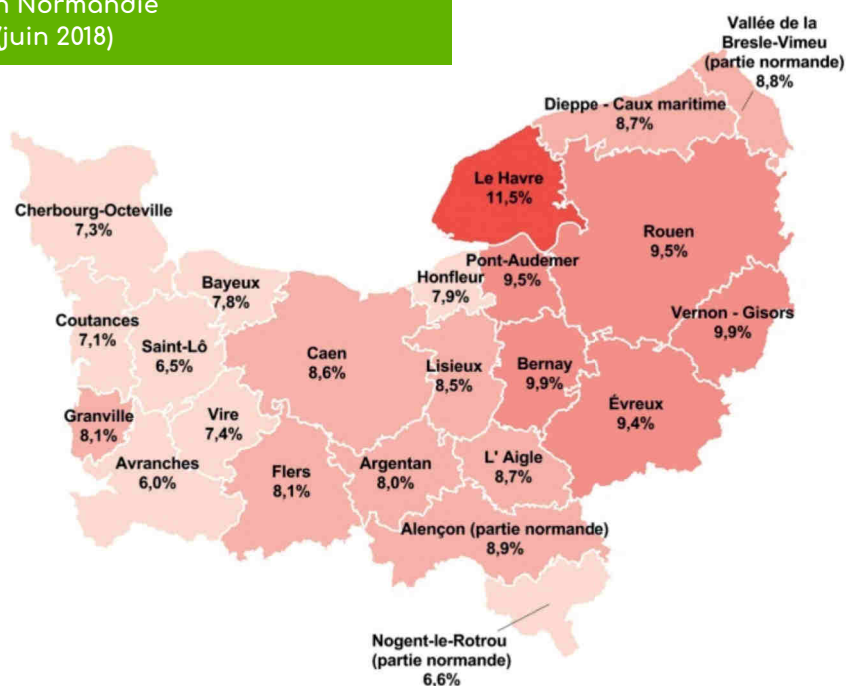 n Normandie
(juin 2018)
Vallée de la
Bresle-Vimeu
(partie normande)
8,8%
Dieppe - Caux maritime
8,7%
Le Havre
11,5%
Rouen
9,5%
Cherbourg-Octeville
7,3%
Pont-Audemer
9,5%
Honfleur
7,9%
Bayeux
7,8%
Vernon - Gisors
9,9%
Coutances
7,1%
Saint-Lô
6,5%
Caen
8,6%
Lisieux
8,5%
Bernay
9,9%
Évreux
9,4%
Granville
8,1%
Vire
7,4%
Avranches
6,0%
Flers
8,1%
Argentan
8,0%
L' Aigle
8,7%
Alençon (partie normande)
8,9%
Nogent-le-Rotrou
(partie normande)
6,6%